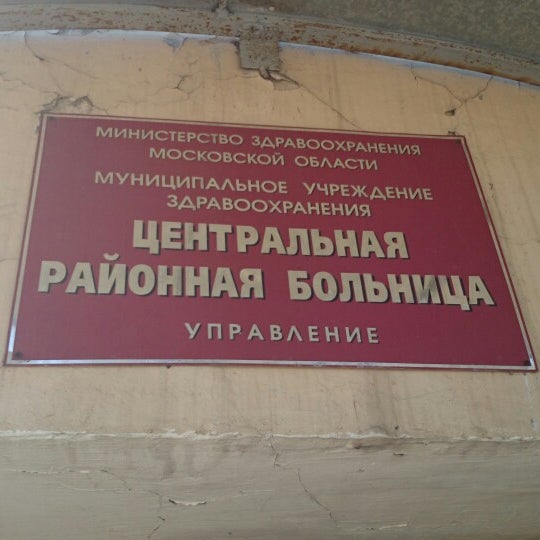 МИНИСТЕРСТВО ЗДРАВООХРАНЕНИЯ
МОСКОВСКОЙ ОБЛАСТИ
МУНИЦИПАЛЬНОЕ УЧРЕЖДЕНИЕ
ЗДРАВООХРАНЕНИЯ
ЦЕНТРАЛЬНАЯ
РАЙОННАЯ БОЛЬНИЦА
УПРАВЛЕНИЕ